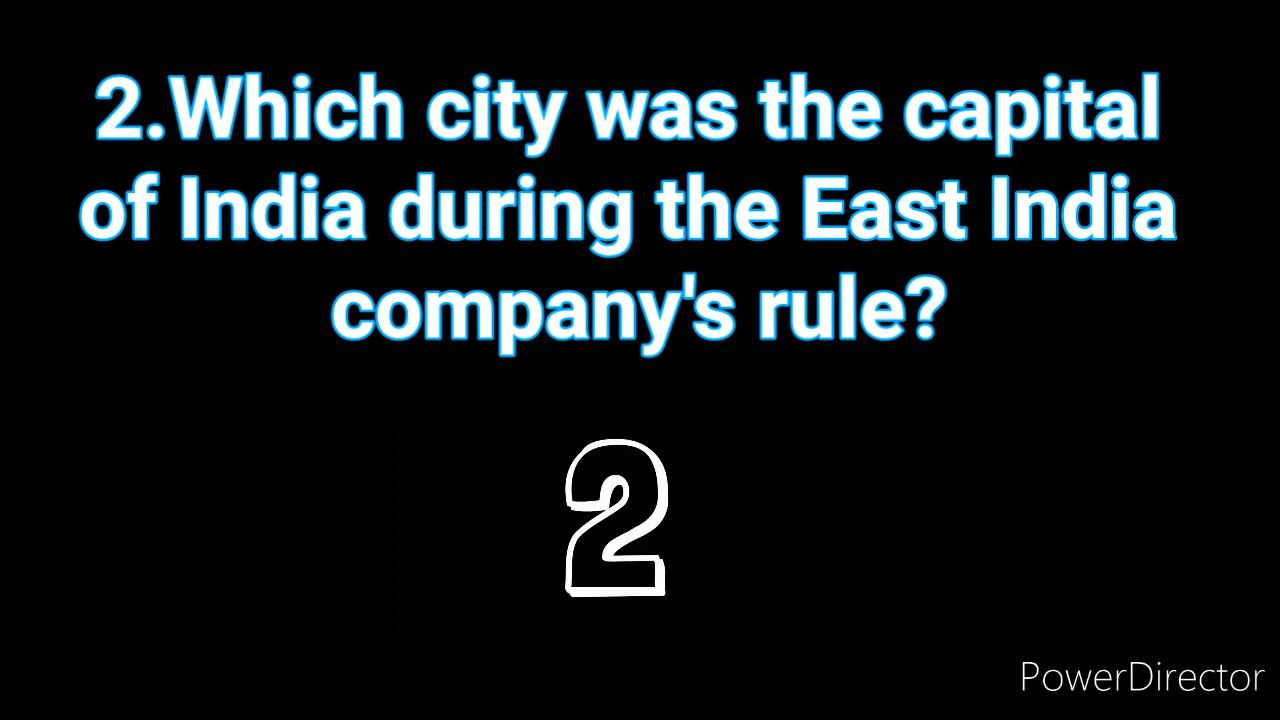 2.Which city was the capital
of India during the East India
company's rule?
2
PowerDirector